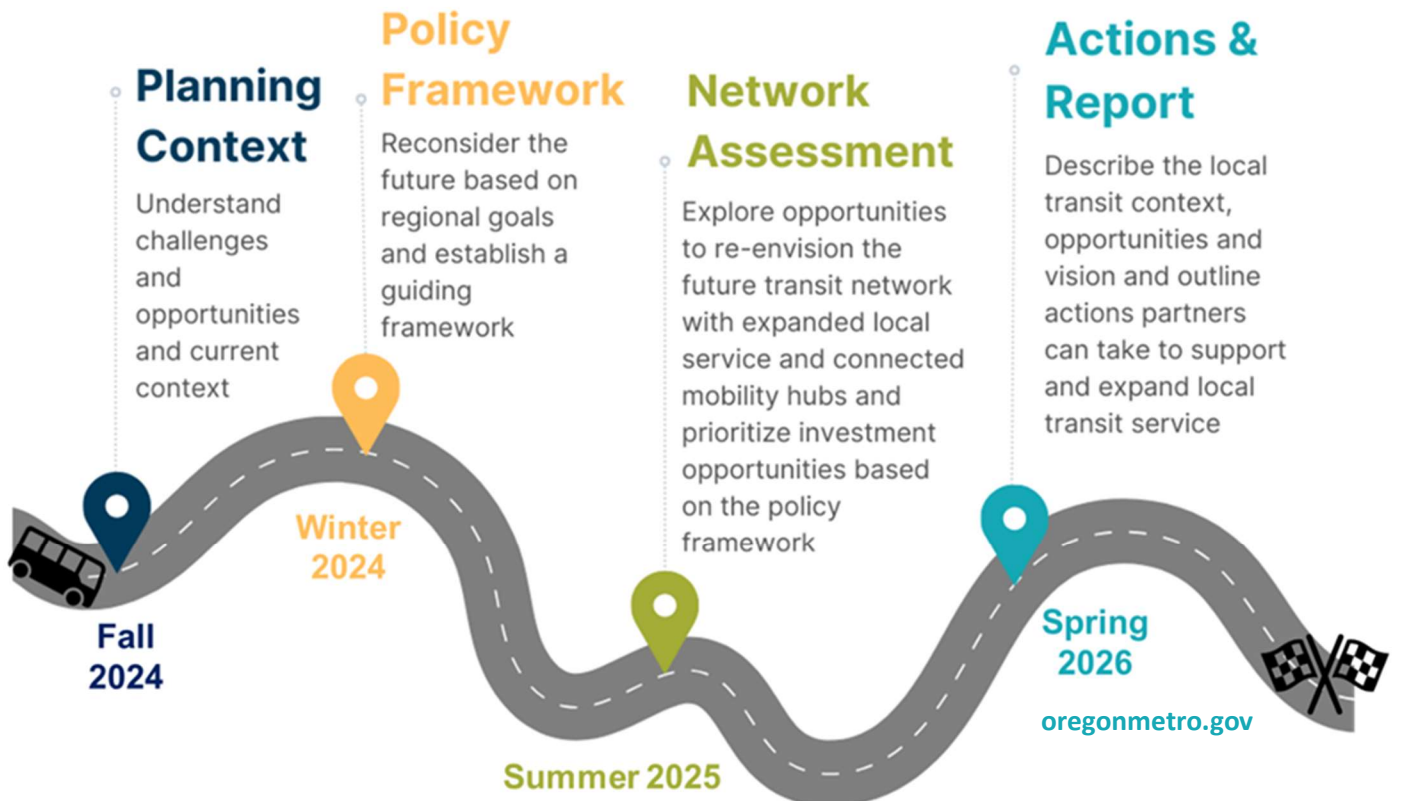 Planning
Context
Understand
challenges
and
opportunities
and current
context
Fall
2024
Policy
Framework
Reconsider the
future based on
regional goals
and establish a
guiding
framework
Winter
2024
Network
Assessment
Explore opportunities
to re-envision the
future transit network
with expanded local
service and connected
mobility hubs and
prioritize investment
opportunities based
on the policy
framework
Summer 2025
Actions &
Report
Describe the local
transit context,
opportunities and
vision and outline
actions partners
can take to support
and expand local
transit service
Spring
2026
oregonmetro.gov